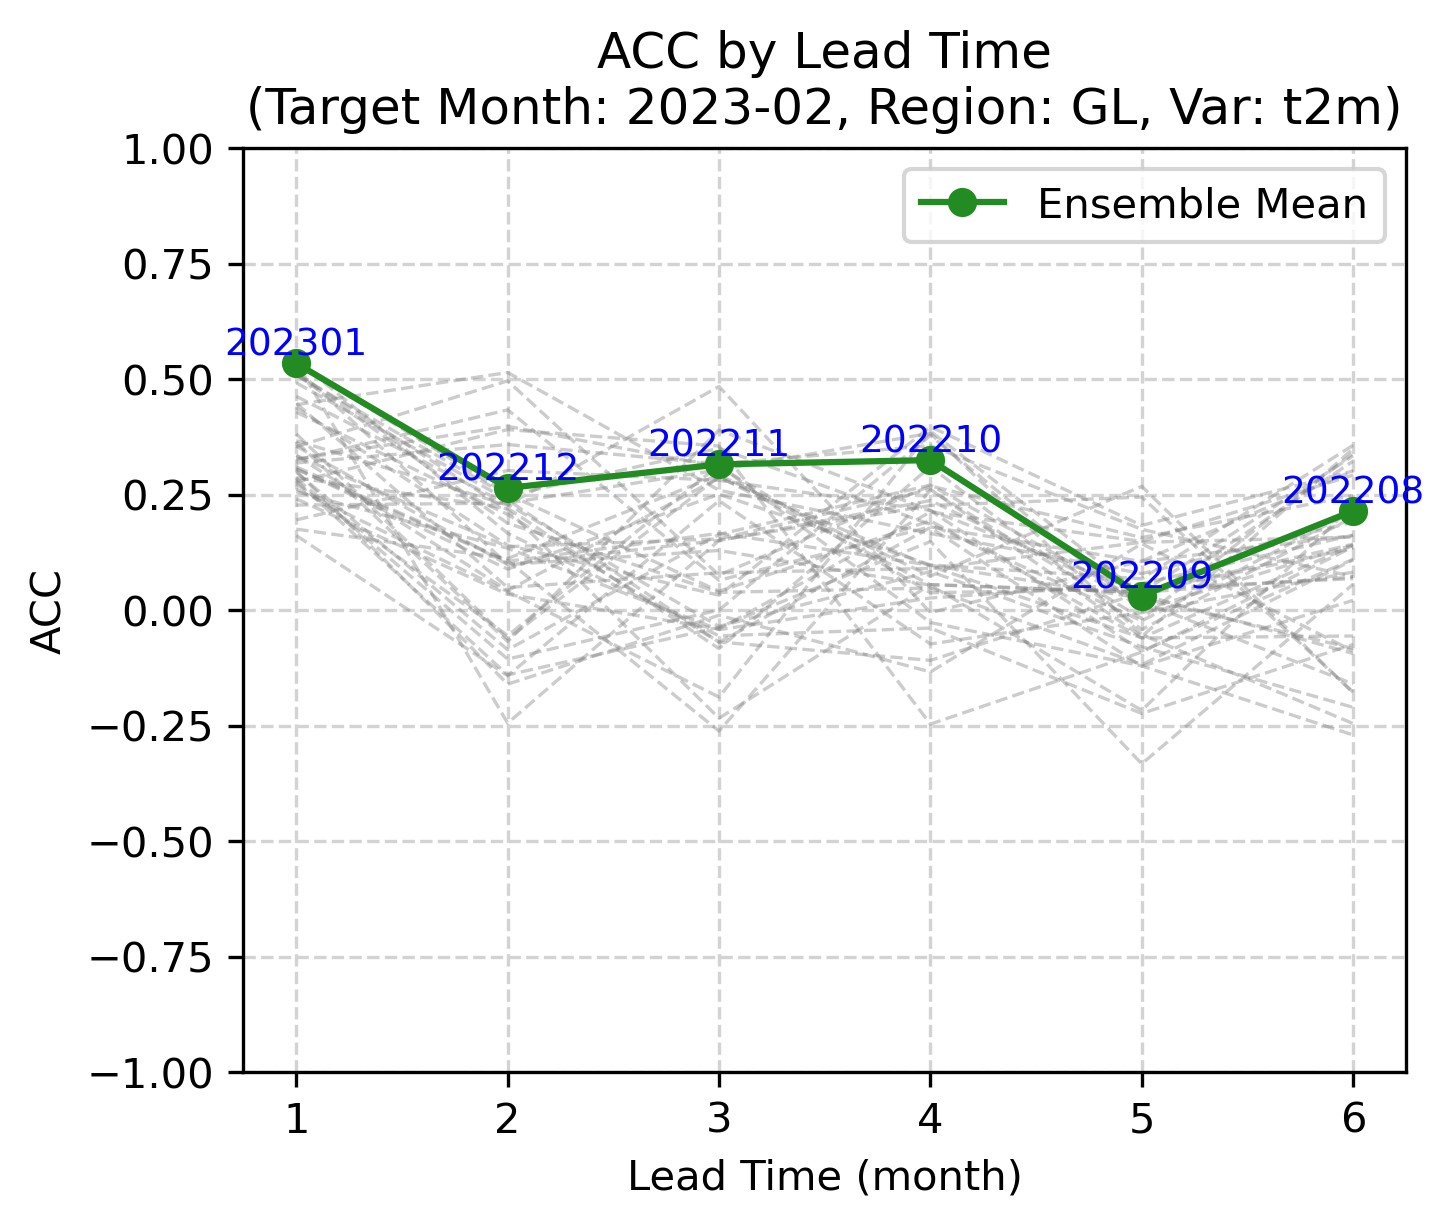 ACC by Lead Time
(Target Month: 2023-02, Region: GL, Var: t2m)
Ensemble Mean
1.00
0.75
0.50
0.25
0.00
−0.25
−0.50
−0.75
−1.00
ACC
202301
202212
202211
202210
202209
202208
1 2 3 4 5 6
Lead Time (month)